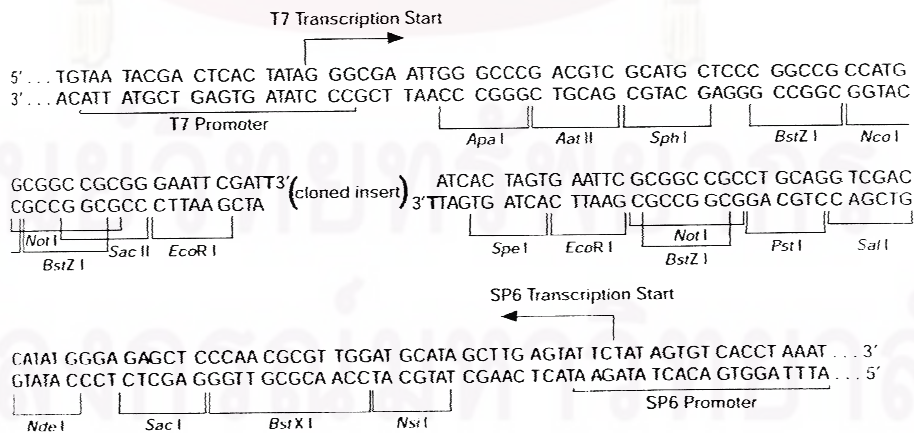 T7 Transcription Start
5′ . . . TGTAA TACGA CTCAC TATAG GGCGA ATTGG GCCCG ACGTC GCATG CTCCC GGCCG CCATG
3′ . . . ACATT ATGCT GAGTG ATATC CCGCT TAACC CGGGC TGCAG CGTAC GAGGG CCGGC GGTAC
T7 Promoter Apa I Aat II Sph I BstZ I Nco I
GCGGC CGCGG GAATT CGATT3′ (cloned insert) ATCAC TAGTG AATTC GCGGC CGCCT GCAGG TCGAC
CGCCG GCGCC CTTAA GCTA 3′TTAGTG ATCAC TTAAG CGCCG GCGGA CGTCC AGCTG
Not I Sac II EcoR I Spe I EcoR I Not I Pst I Sal I
BstZ I BstZ I
SP6 Transcription Start
CATAT GGGA GAGCT CCCAA CGCGT TGGAT GCATA GCTTG AGTAT TCTAT AGTGT CACCT AAAT . . . 3′
GTATA CCCT CTCGA GGGTT GCGCA ACCTA CGTAT CGAAC TCATA AGATA TCACA GTGGA TTTA . . . 5′
Nde I Sac I BstX I Nsi I SP6 Promoter